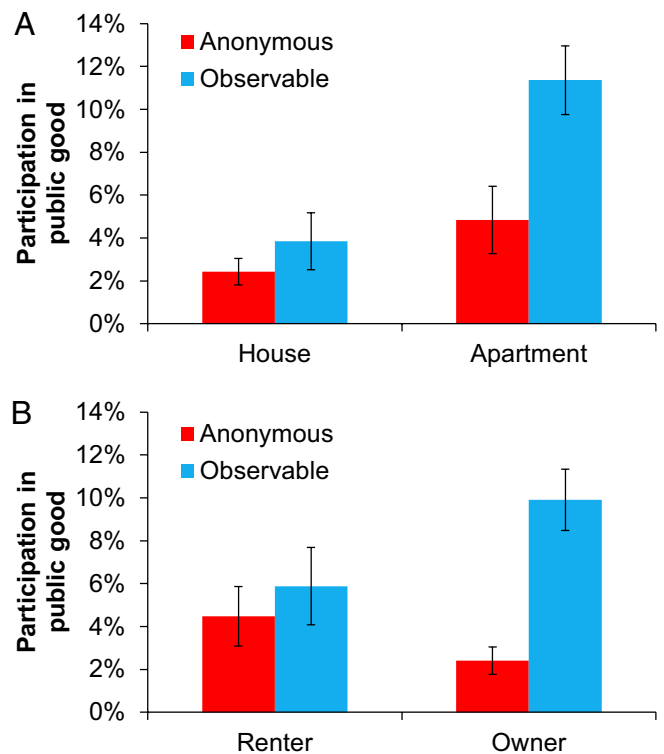 A
14%
12%
10%
8%
6%
4%
2%
0%
Participation in
public good
Anonymous
Observable
House
Apartment
B
14%
12%
10%
8%
6%
4%
2%
0%
Participation in
public good
Anonymous
Observable
Renter
Owner